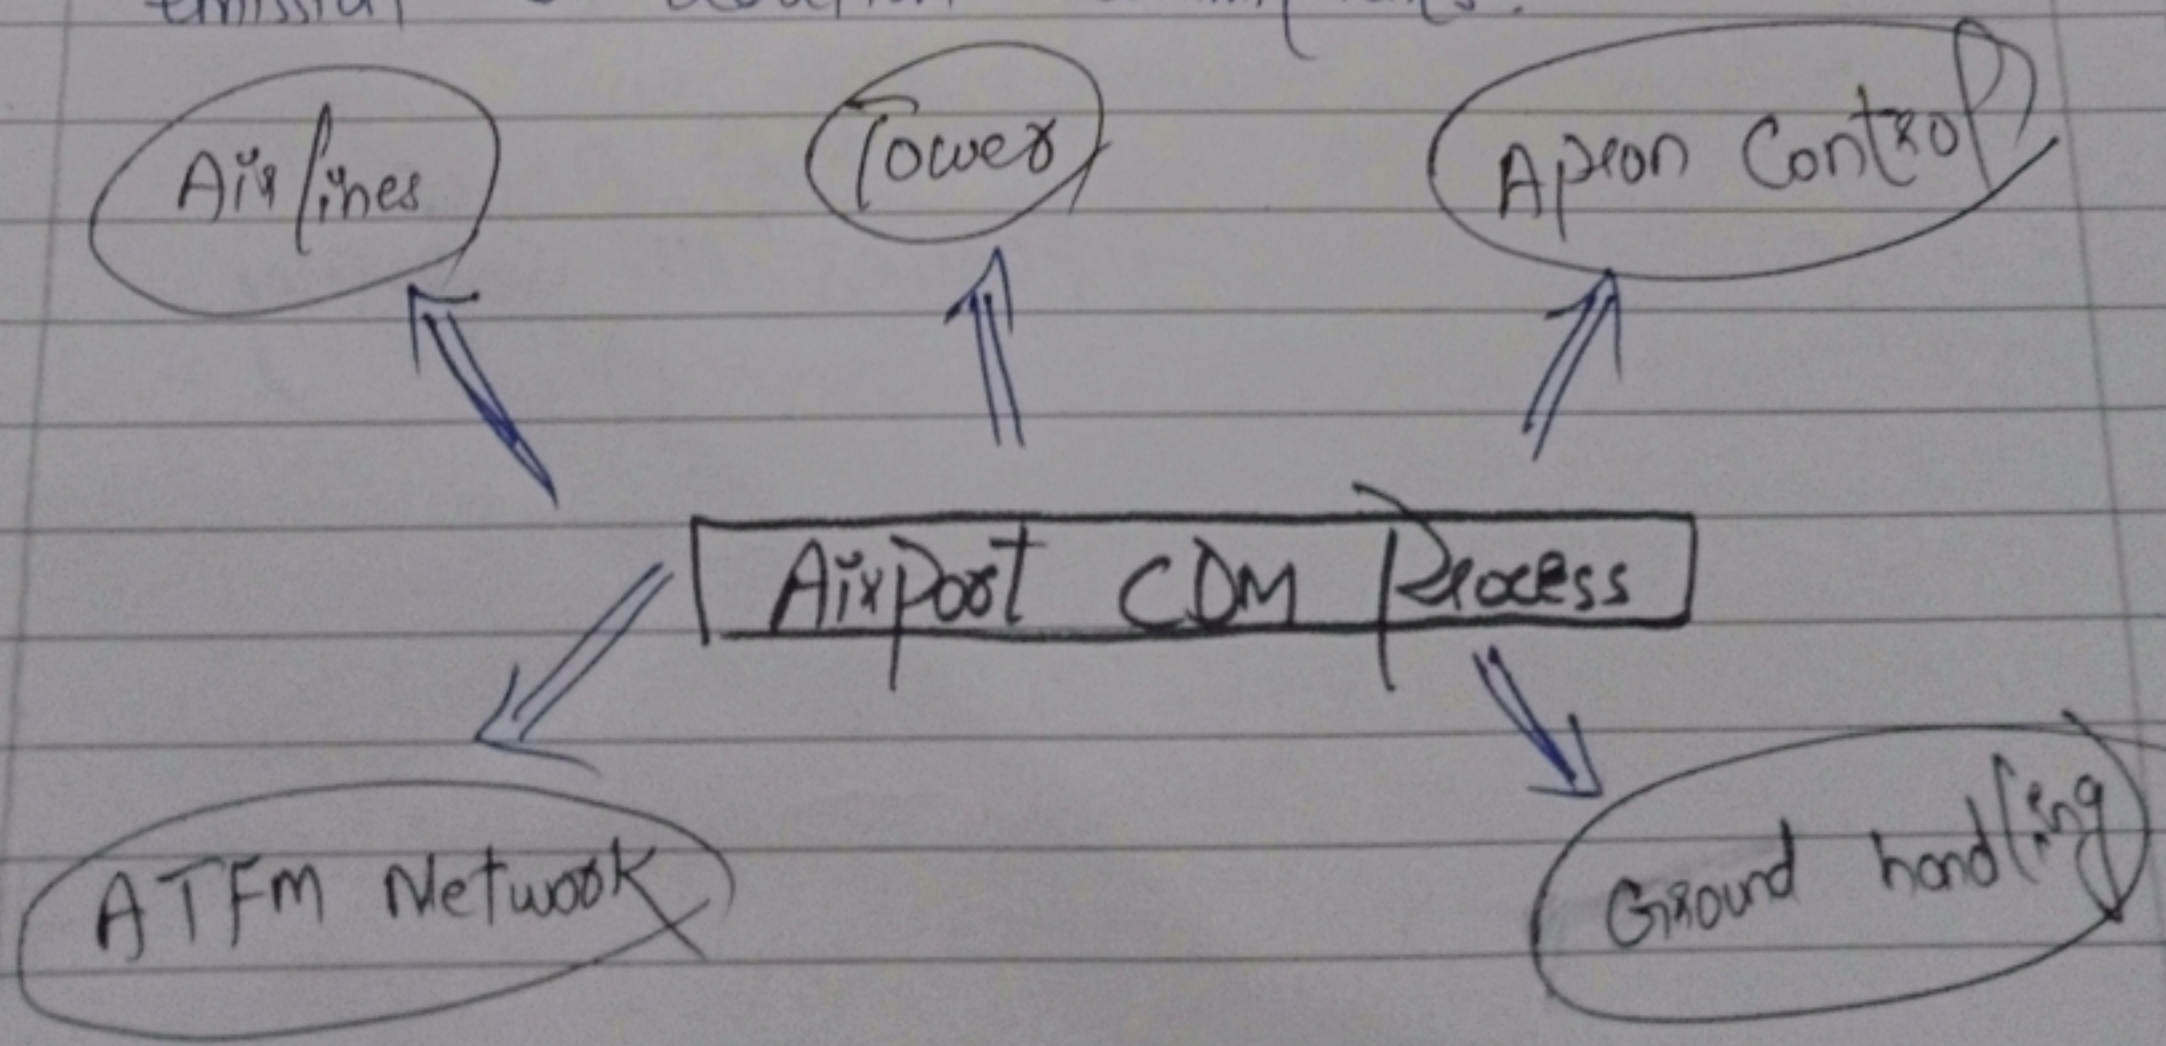 Airlines
Tower
Apron Control
Airport CDM Process
ATFM Network
Ground handling